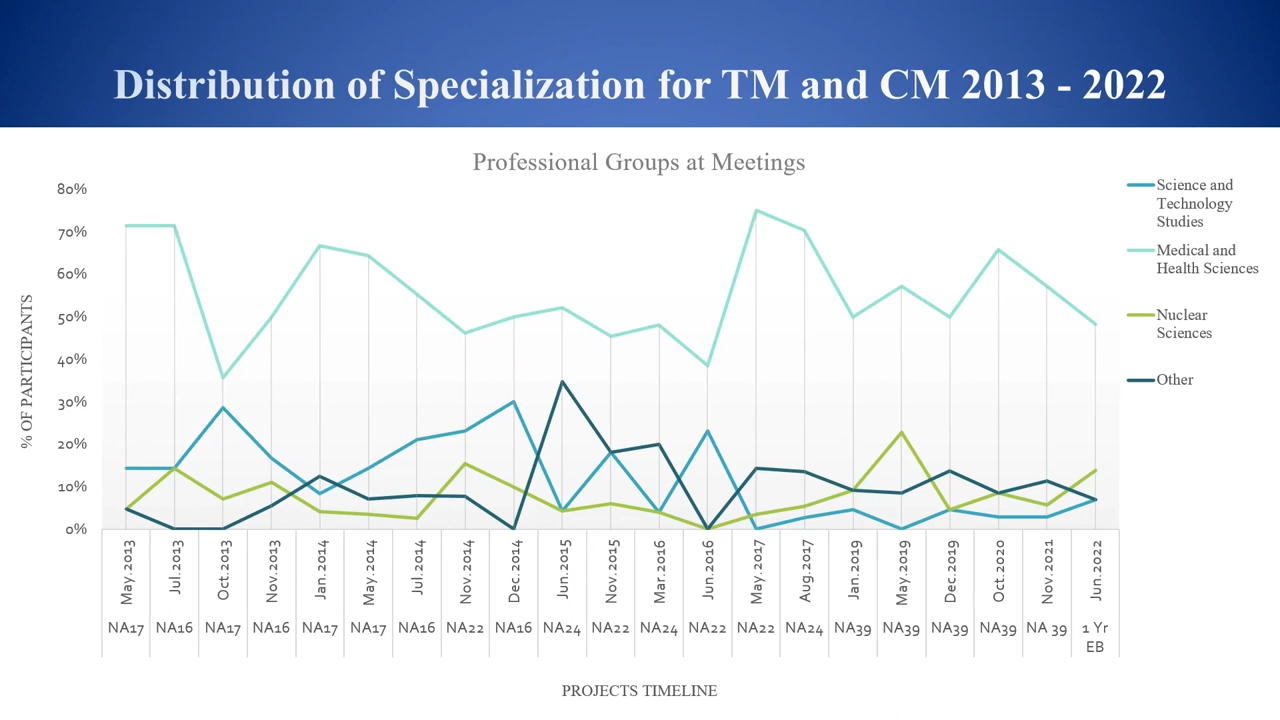 Distribution of Specialization for TM and CM 2013 - 2022
Professional Groups at Meetings
80%
70%
60%
50%
40%
30%
20%
10%
0%
% OF PARTICIPANTS
Science and
Technology
Studies
Medical and
Health Sciences
Nuclear
Sciences
Other
May.2013
Jul.2013
Oct.2013
Nov.2013
Jan.2014
May.2014
Jul.2014
Nov.2014
Dec.2014
Jun.2015
Nov.2015
Mar.2016
Jun.2016
May.2017
Aug.2017
Jan.2019
May.2019
Dec.2019
Oct.2020
Nov.2021
Jun.2022
NA17 NA16 NA17 NA16 NA17 NA17 NA16 NA22 NA16 NA24 NA22 NA22 NA22 NA22 NA24 NA39 NA39 NA39 NA39 NA 39 1 Yr
EB
PROJECTS TIMELINE